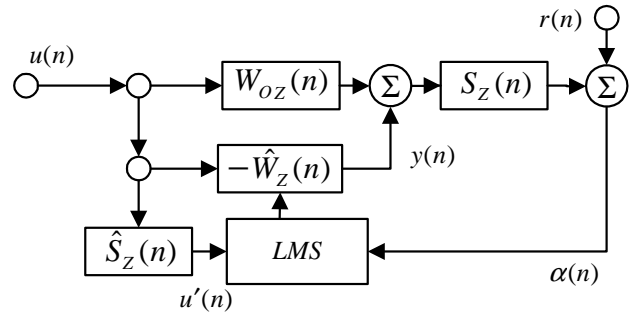 r(n)
u(n)
W_{OZ}(n)
Σ
S_Z(n)
Σ
y(n)
-Ŵ_Z(n)
Ŝ_Z(n)
LMS
u'(n)
α(n)